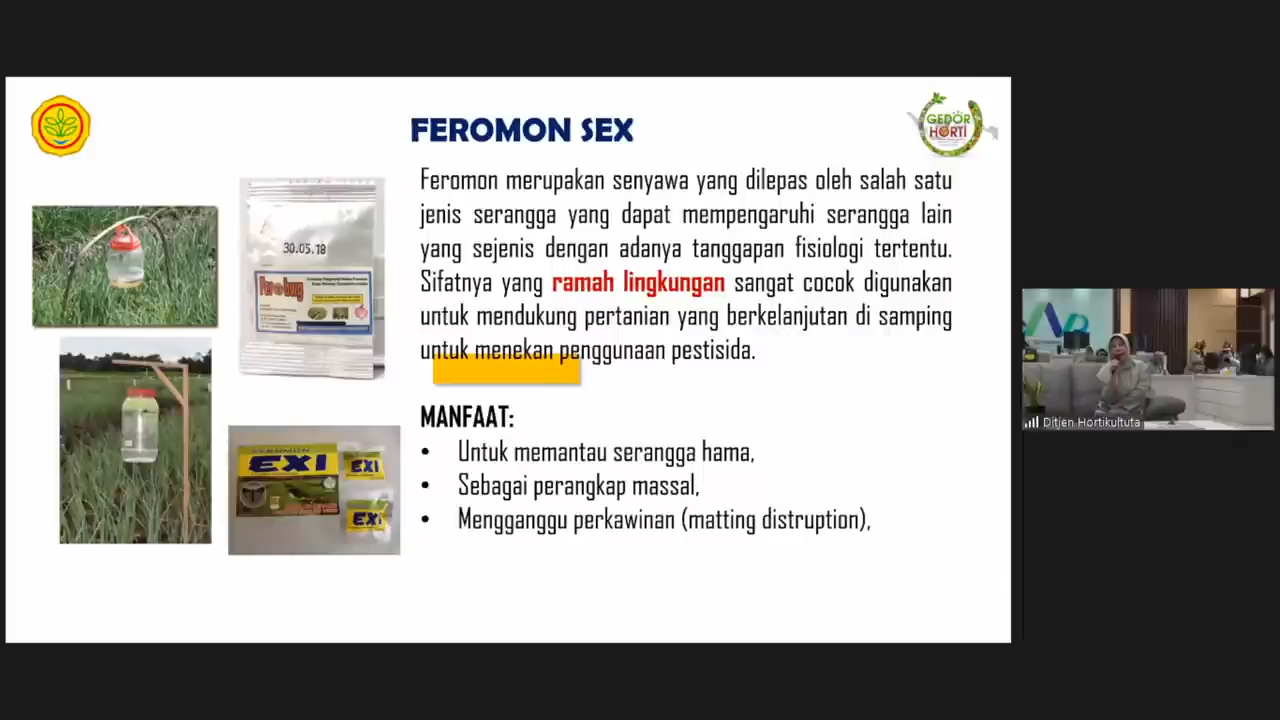 FEROMON SEX
GEDOR
HORTI
Feromon merupakan senyawa yang dilepas oleh salah satu
jenis serangga yang dapat mempengaruhi serangga lain
yang sejenis dengan adanya tanggapan fisiologi tertentu.
Sifatnya yang ramah lingkungan sangat cocok digunakan
untuk mendukung pertanian yang berkelanjutan di samping
untuk menekan penggunaan pestisida.
MANFAAT:
• Untuk memantau serangga hama,
• Sebagai perangkap massal,
• Mengganggu perkawinan (matting distruption),
30.05.18
EXI
EXI
EXI
Ditjen Hortikultuta